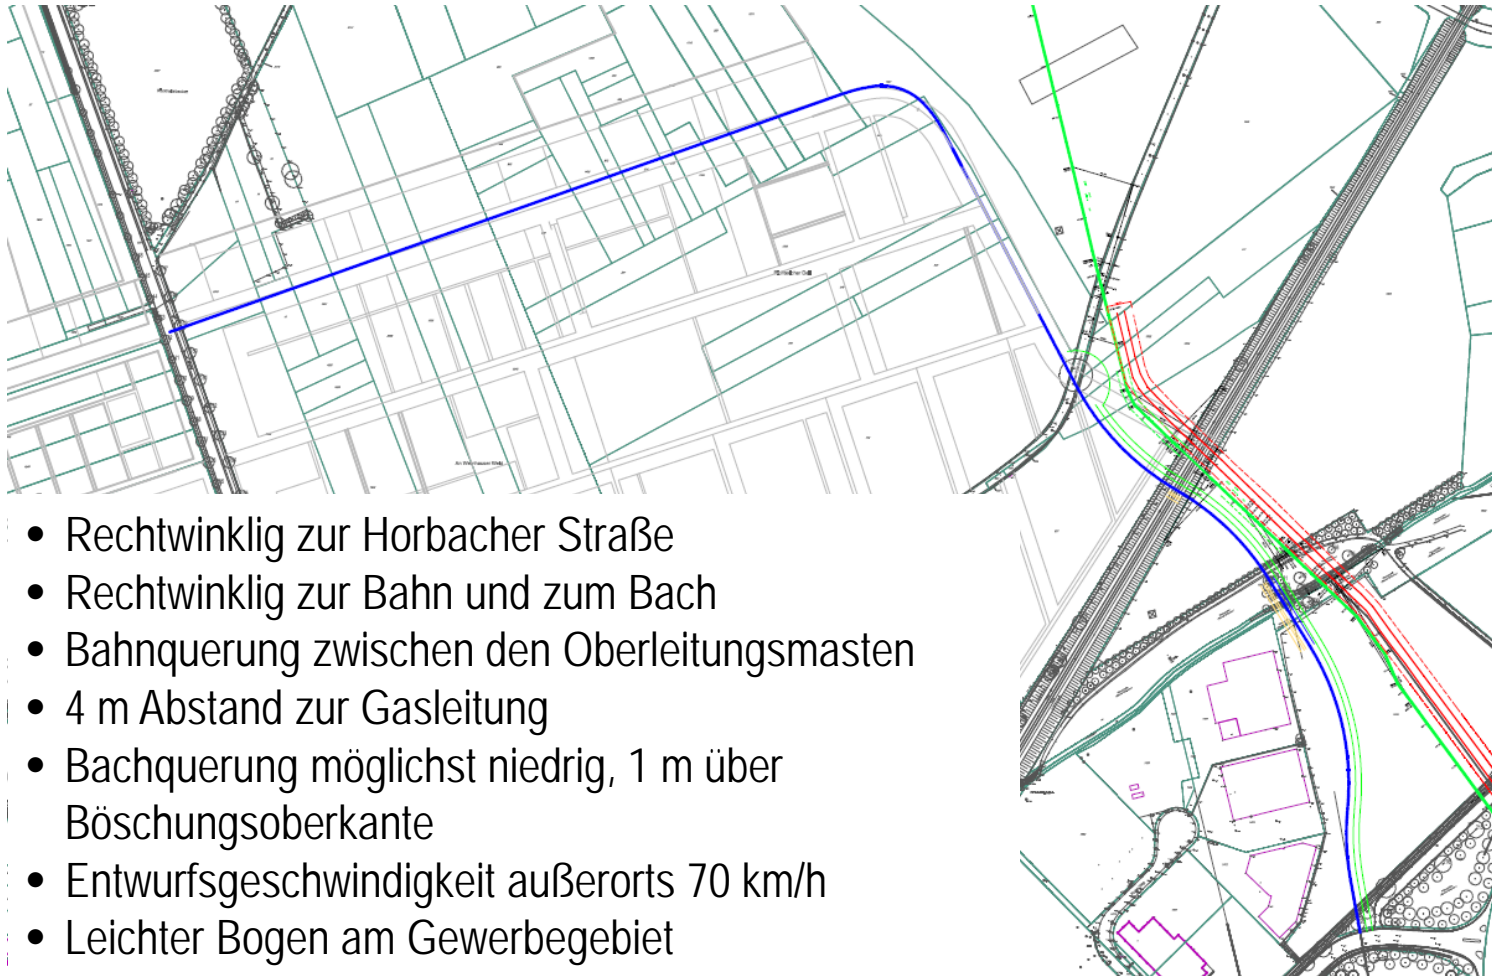 • Rechtwinklig zur Horbacher Straße
• Rechtwinklig zur Bahn und zum Bach
• Bahnquerung zwischen den Oberleitungsmasten
• 4 m Abstand zur Gasleitung
• Bachquerung möglichst niedrig, 1 m über
Böschungsoberkante
• Entwurfsgeschwindigkeit außerorts 70 km/h
• Leichter Bogen am Gewerbegebiet